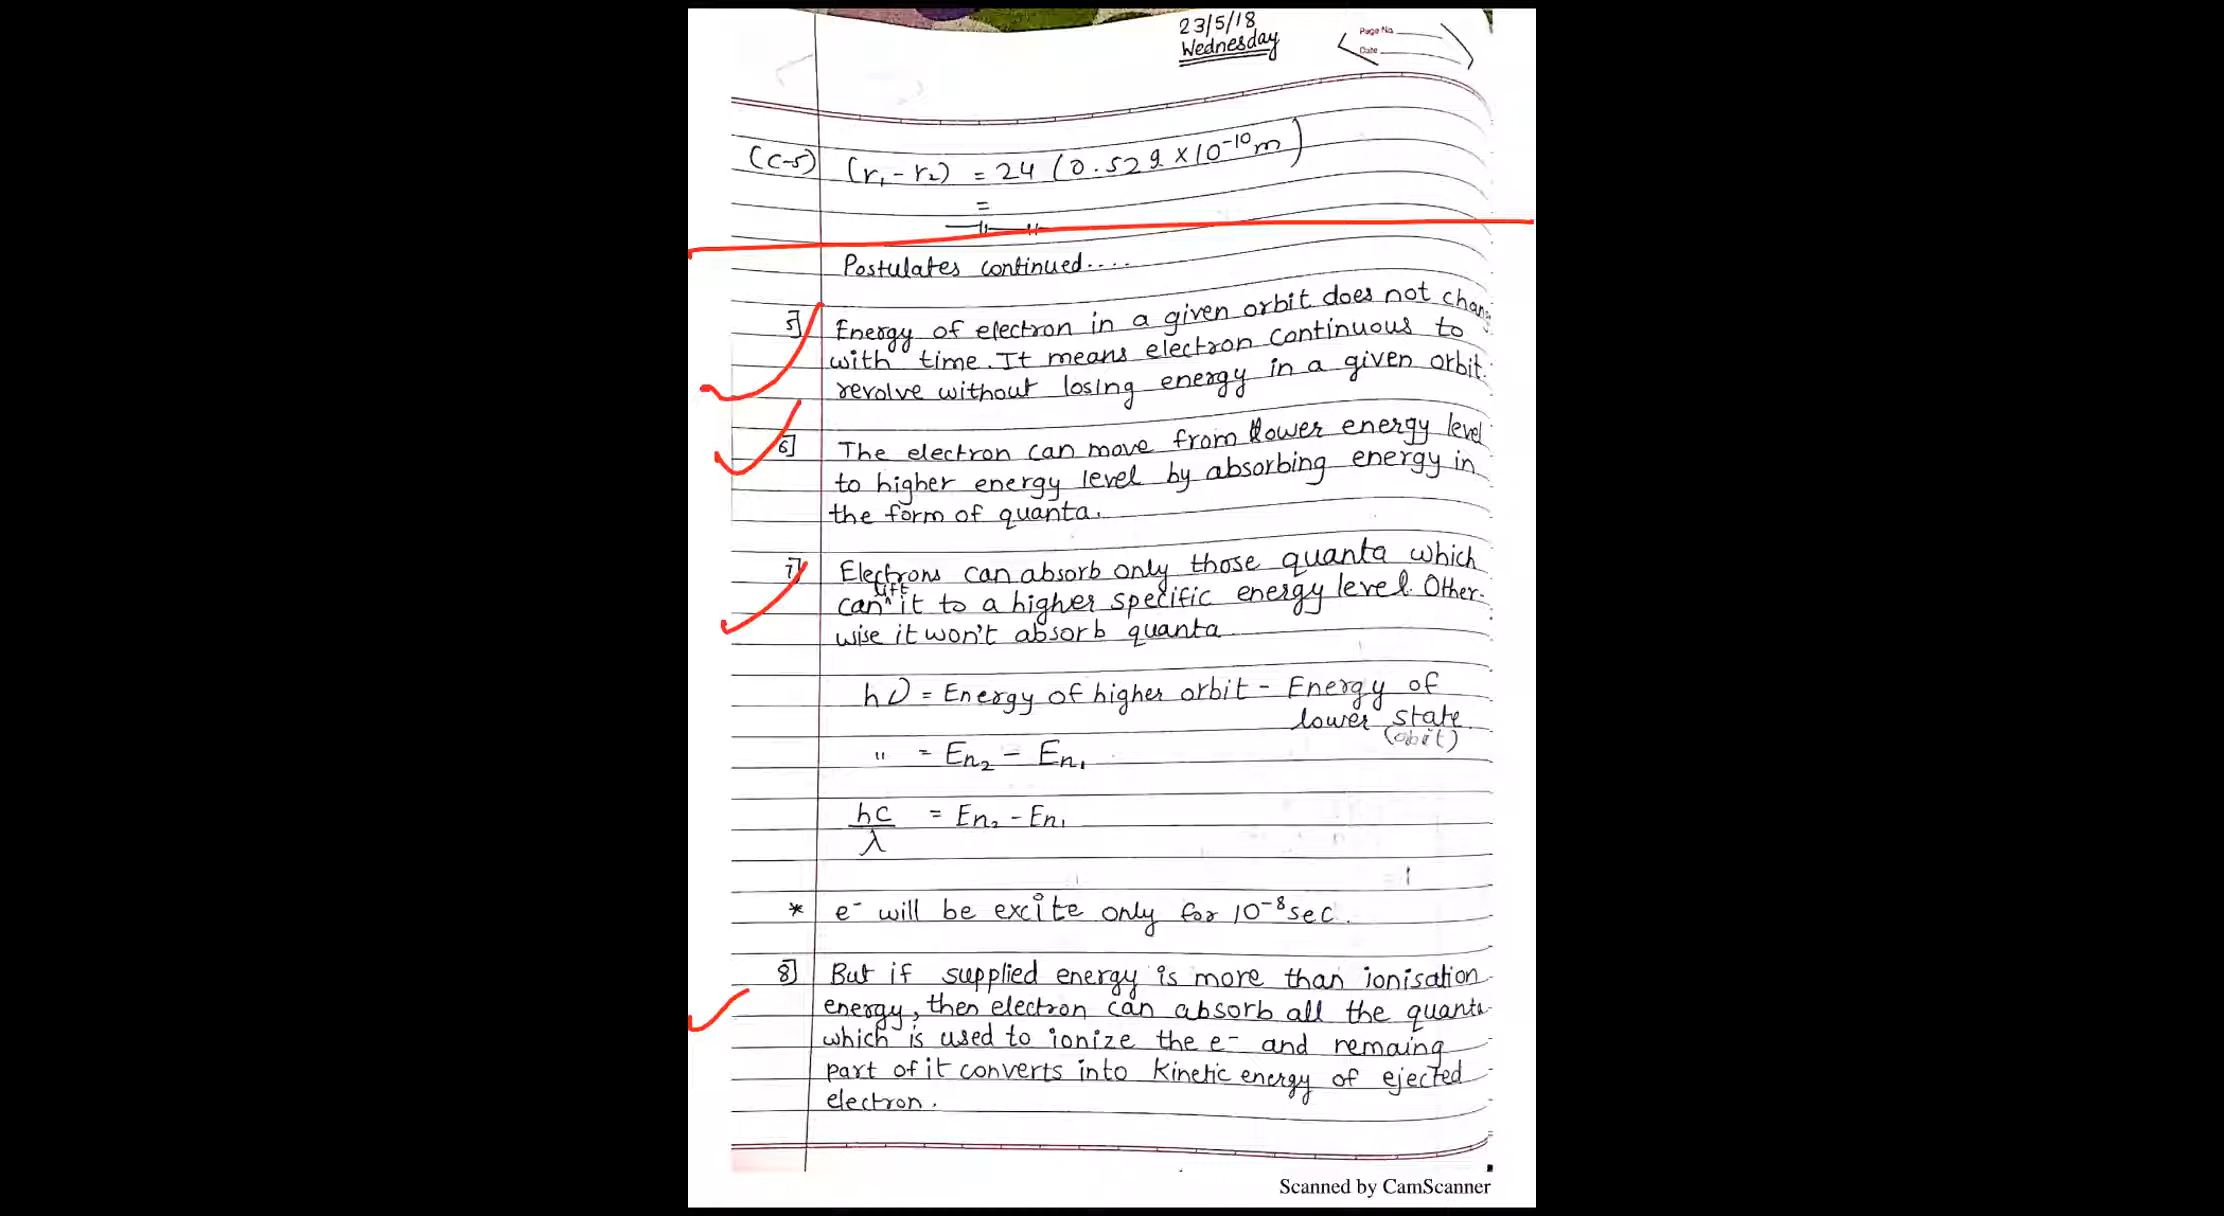 23/5/18
Wednesday
Page No.
Date
(C-5) (r₁ - r₂) = 24 (0.529 × 10⁻¹⁰ m)
=
Postulates continued....
5] Energy of electron in a given orbit does not chang
with time. It means electron continuous to
revolve without losing energy in a given orbit.
6] The electron can move from lower energy level
to higher energy level by absorbing energy in
the form of quanta.
7] Electrons can absorb only those quanta which
lift
can^ it to a higher specific energy level. Other-
wise it won't absorb quanta
hν = Energy of higher orbit - Energy of
lower state
(obit)
" = En₂ - En₁
hc/λ = En₂ - En₁
* e⁻ will be excite only for 10⁻⁸ sec.
8] But if supplied energy is more than ionisation
energy, then electron can absorb all the quanta
which is used to ionize the e⁻ and remaing
part of it converts into kinetic energy of ejected
electron.
Scanned by CamScanner